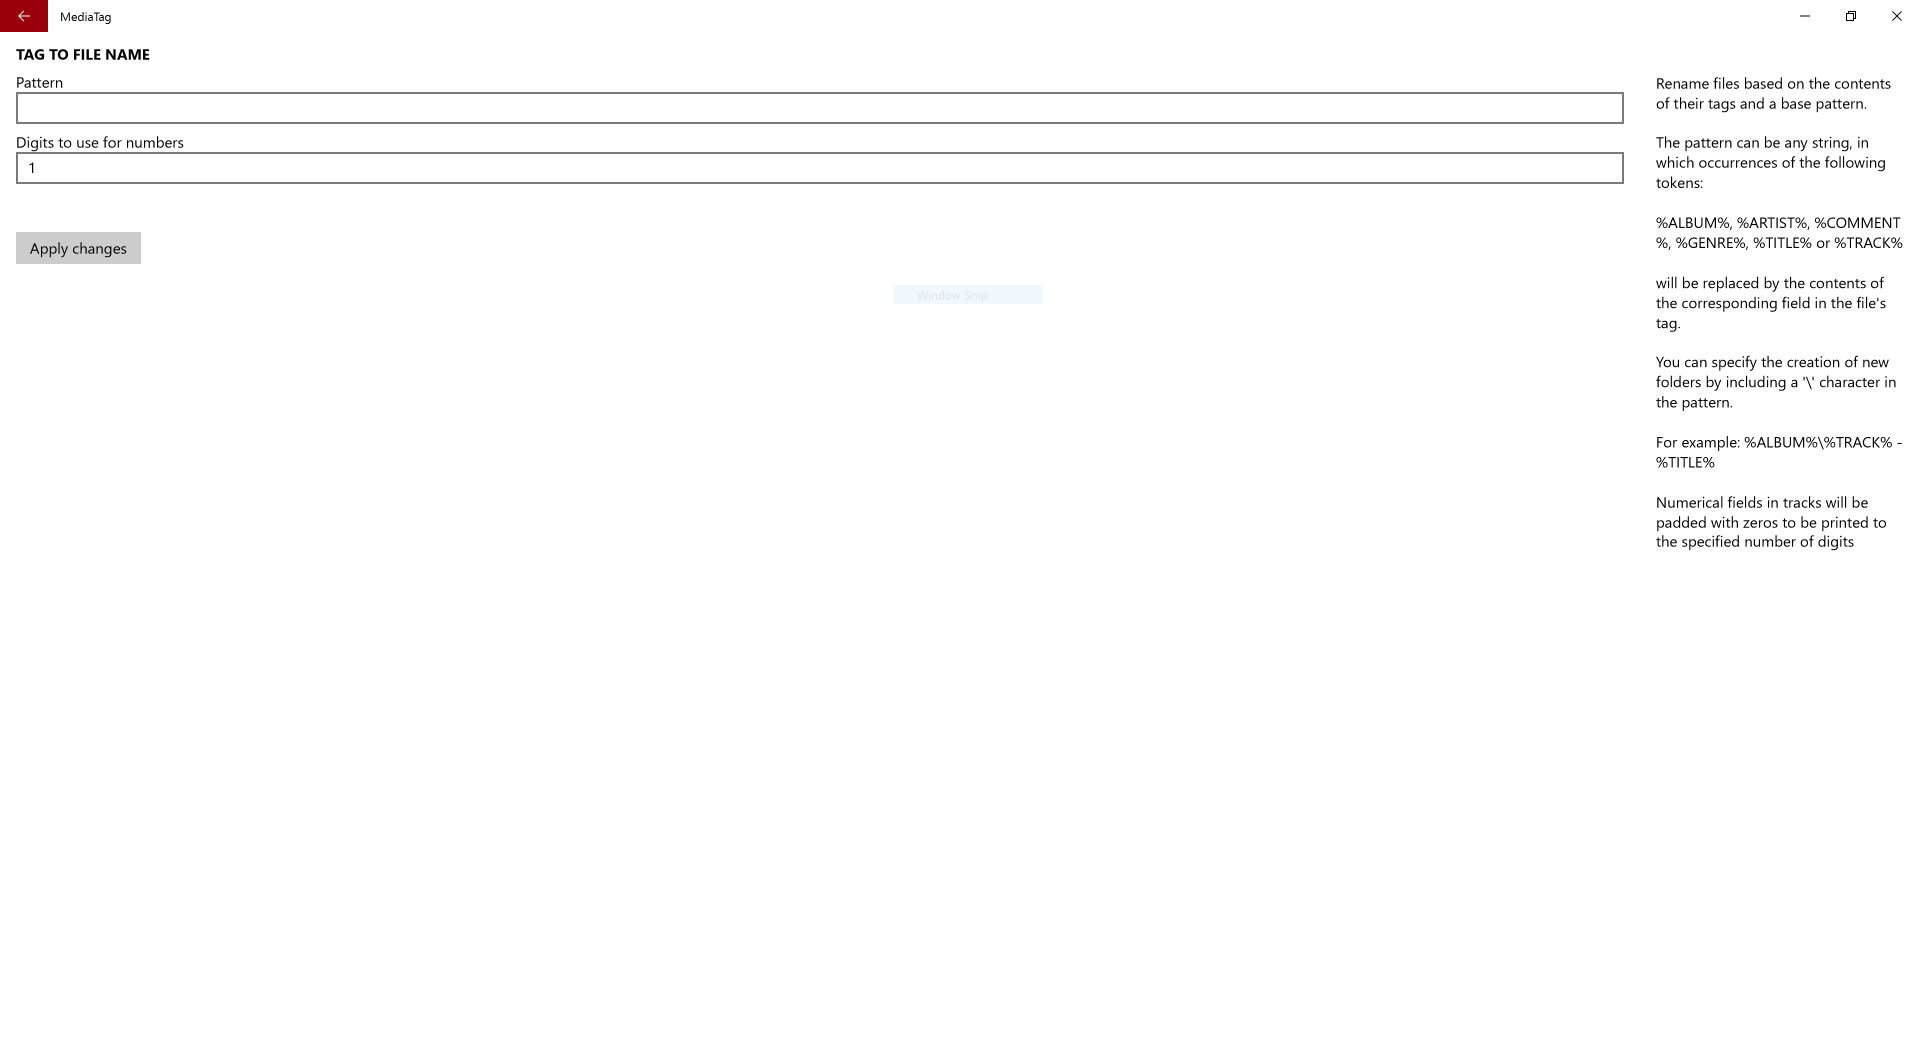 MediaTag
TAG TO FILE NAME
Pattern
Digits to use for numbers
1
Apply changes
Window Snip
Rename files based on the contents
of their tags and a base pattern.
The pattern can be any string, in
which occurrences of the following
tokens:
%ALBUM%, %ARTIST%, %COMMENT
%, %GENRE%, %TITLE% or %TRACK%
will be replaced by the contents of
the corresponding field in the file's
tag.
You can specify the creation of new
folders by including a '\' character in
the pattern.
For example: %ALBUM%\%TRACK% -
%TITLE%
Numerical fields in tracks will be
padded with zeros to be printed to
the specified number of digits